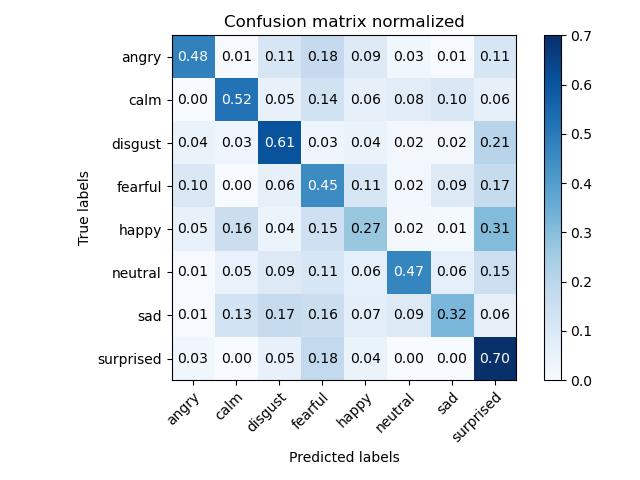 Confusion matrix normalized
True labels
angry 0.48 0.01 0.11 0.18 0.09 0.03 0.01 0.11
calm 0.00 0.52 0.05 0.14 0.06 0.08 0.10 0.06
disgust 0.04 0.03 0.61 0.03 0.04 0.02 0.02 0.21
fearful 0.10 0.00 0.06 0.45 0.11 0.02 0.09 0.17
happy 0.05 0.16 0.04 0.15 0.27 0.02 0.01 0.31
neutral 0.01 0.05 0.09 0.11 0.06 0.47 0.06 0.15
sad 0.01 0.13 0.17 0.16 0.07 0.09 0.32 0.06
surprised 0.03 0.00 0.05 0.18 0.04 0.00 0.00 0.70
angry calm disgust fearful happy neutral sad surprised
Predicted labels
0.7
0.6
0.5
0.4
0.3
0.2
0.1
0.0